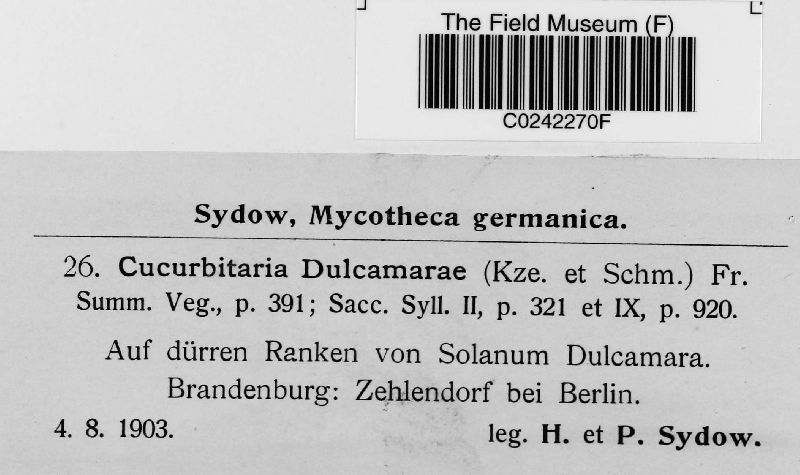 The Field Museum (F)
C0242270F
Sydow, Mycotheca germanica.
26. Cucurbitaria Dulcamarae (Kze. et Schm.) Fr.
Summ. Veg., p. 391; Sacc. Syll. II, p. 321 et IX, p. 920.
Auf dürren Ranken von Solanum Dulcamara.
Brandenburg: Zehlendorf bei Berlin.
4. 8. 1903. leg. H. et P. Sydow.